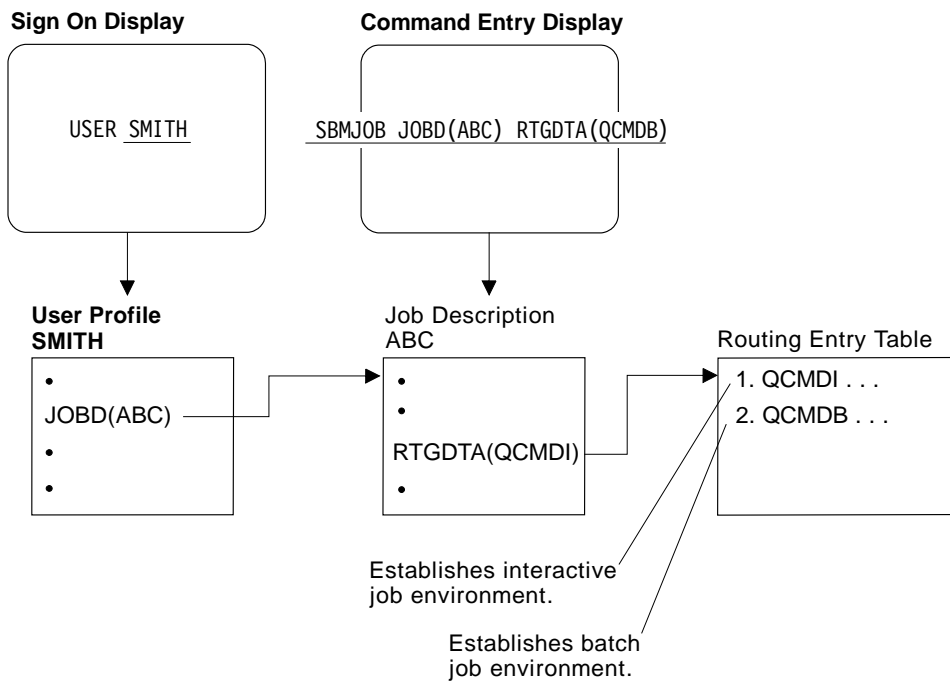 Sign On Display
Command Entry Display
USER SMITH
SBMJOB JOBD(ABC) RTGDTA(QCMDB)
User Profile
SMITH
•
JOBD(ABC)
•
•
Job Description
ABC
•
•
RTGDTA(QCMDI)
•
Routing Entry Table
1. QCMDI . . .
2. QCMDB . . .
Establishes interactive
job environment.
Establishes batch
job environment.